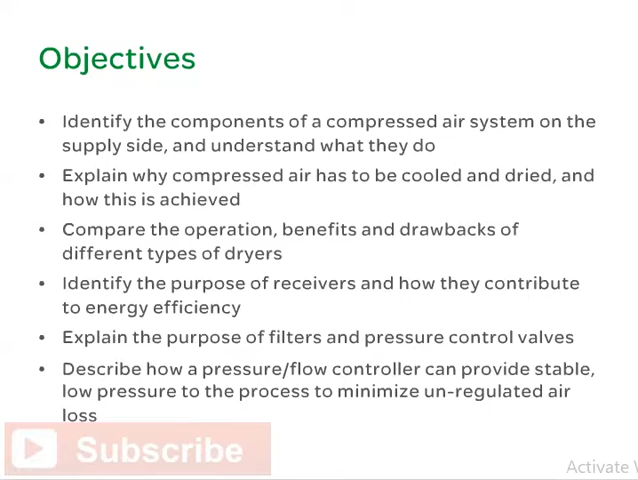 Objectives
• Identify the components of a compressed air system on the
supply side, and understand what they do
• Explain why compressed air has to be cooled and dried, and
how this is achieved
• Compare the operation, benefits and drawbacks of
different types of dryers
• Identify the purpose of receivers and how they contribute
to energy efficiency
• Explain the purpose of filters and pressure control valves
• Describe how a pressure/flow controller can provide stable,
low pressure to the process to minimize un-regulated air
loss
Subscribe
Activate